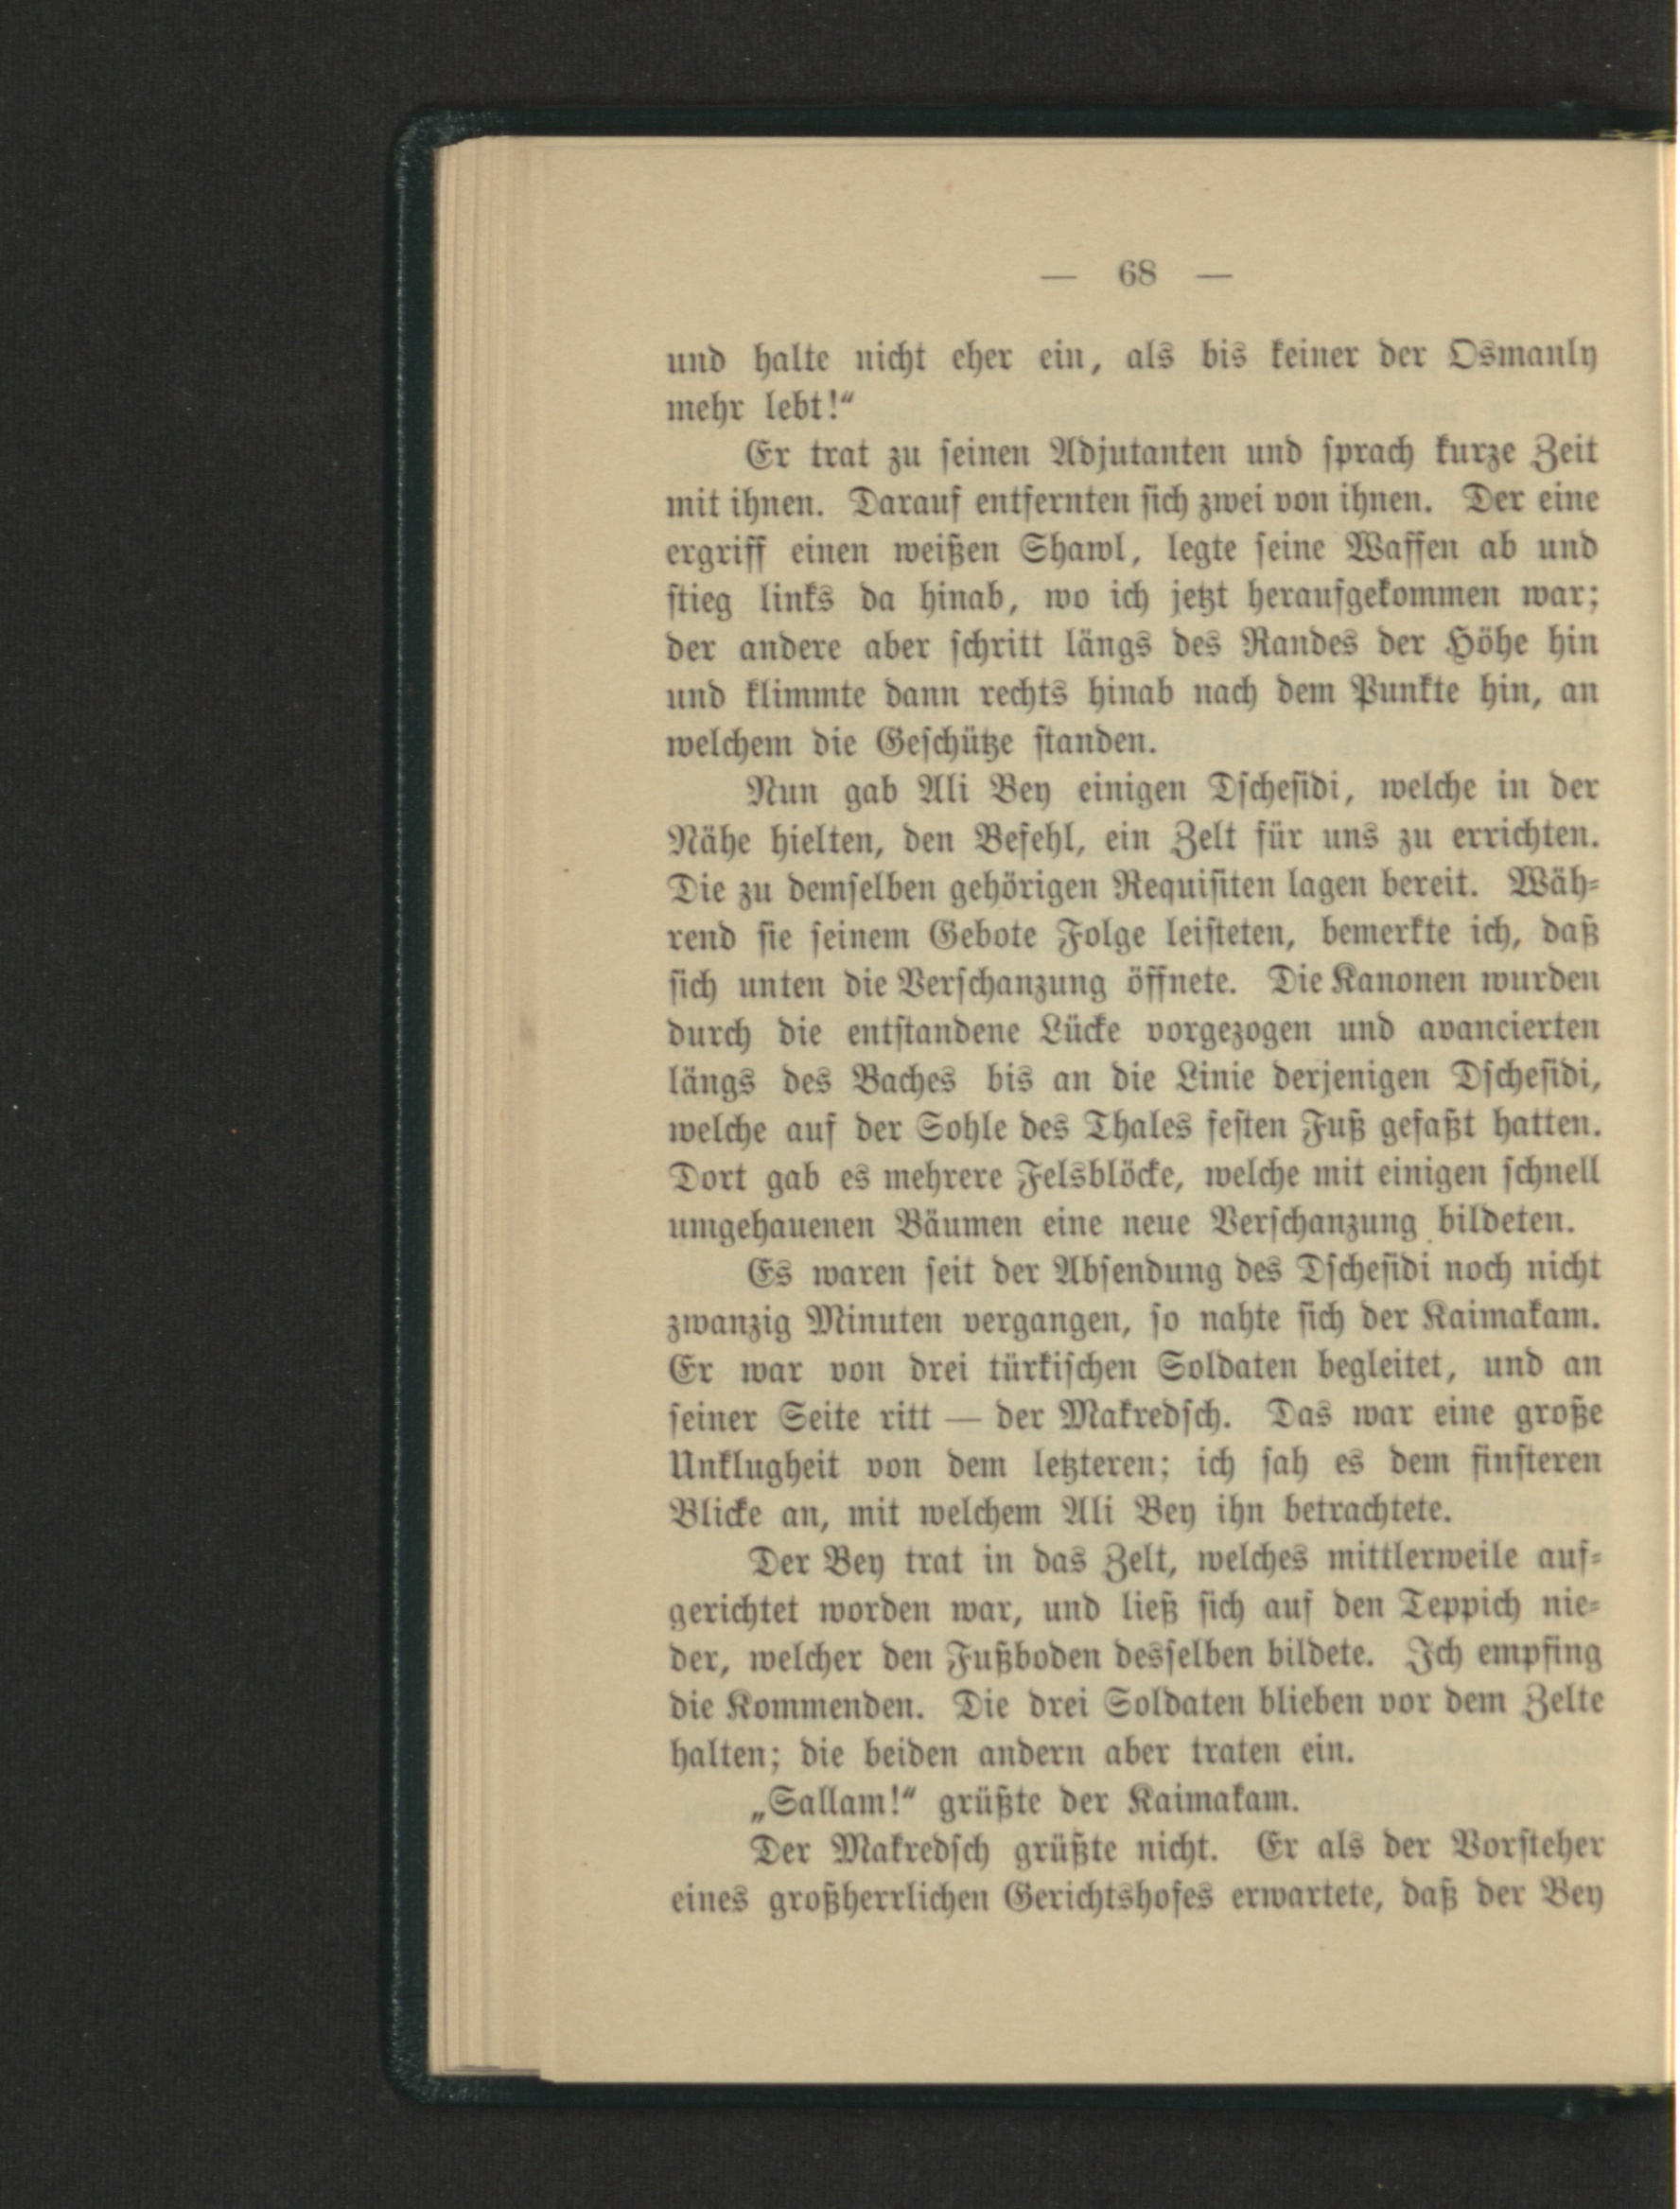 — 68 —
und halte nicht eher ein, als bis keiner der Osmanly
mehr lebt!“
Er trat zu seinen Adjutanten und sprach kurze Zeit
mit ihnen. Darauf entfernten sich zwei von ihnen. Der eine
ergriff einen weißen Shawl, legte seine Waffen ab und
stieg links da hinab, wo ich jetzt heraufgekommen war;
der andere aber schritt längs des Randes der Höhe hin
und klimmte dann rechts hinab nach dem Punkte hin, an
welchem die Geschütze standen.
Nun gab Ali Bey einigen Dschesidi, welche in der
Nähe hielten, den Befehl, ein Zelt für uns zu errichten.
Die zu demselben gehörigen Requisiten lagen bereit. Wäh-
rend sie seinem Gebote Folge leisteten, bemerkte ich, daß
sich unten die Verschanzung öffnete. Die Kanonen wurden
durch die entstandene Lücke vorgezogen und avancierten
längs des Baches bis an die Linie derjenigen Dschesidi,
welche auf der Sohle des Thales festen Fuß gefaßt hatten.
Dort gab es mehrere Felsblöcke, welche mit einigen schnell
umgehauenen Bäumen eine neue Verschanzung bildeten.
Es waren seit der Absendung des Dschesidi noch nicht
zwanzig Minuten vergangen, so nahte sich der Kaimakam.
Er war von drei türkischen Soldaten begleitet, und an
seiner Seite ritt — der Makredsch. Das war eine große
Unklugheit von dem letzteren; ich sah es dem finsteren
Blicke an, mit welchem Ali Bey ihn betrachtete.
Der Bey trat in das Zelt, welches mittlerweile auf-
gerichtet worden war, und ließ sich auf den Teppich nie-
der, welcher den Fußboden desselben bildete. Ich empfing
die Kommenden. Die drei Soldaten blieben vor dem Zelte
halten; die beiden andern aber traten ein.
„Sallam!“ grüßte der Kaimakam.
Der Makredsch grüßte nicht. Er als der Vorsteher
eines großherrlichen Gerichtshofes erwartete, daß der Bey